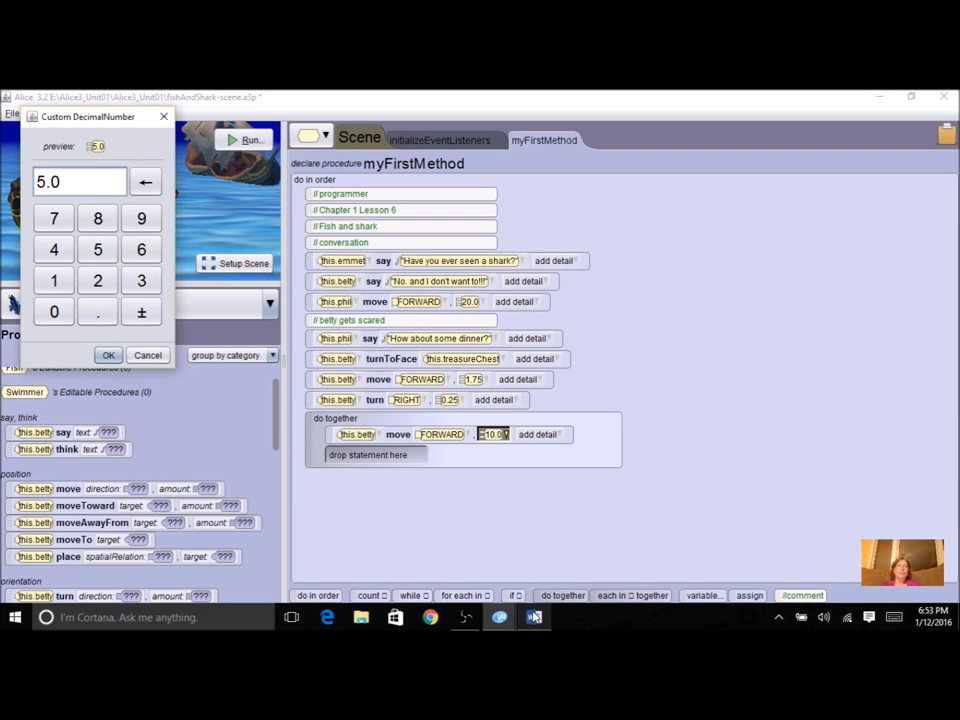 Alice 3.2 E:\Alice3_Unit01\Alice3_Unit01\fishAndShark-scene.a3p *
File
Custom DecimalNumber
preview: 5.0
5.0 ←
7 8 9
4 5 6
1 2 3
0 . ±
OK Cancel
Run...
Setup Scene
group by category
Fish
Swimmer 's Editable Procedures (0)
say, think
this.betty say text: ???
this.betty think text: ???
position
this.betty move direction: ??? , amount: ???
this.betty moveToward target: ??? , amount: ???
this.betty moveAwayFrom target: ??? , amount: ???
this.betty moveTo target: ???
this.betty place spatialRelation: ??? , target: ???
orientation
this.betty turn direction: ??? , amount: ???
Scene initializeEventListeners myFirstMethod
declare procedure myFirstMethod
do in order
//programmer
//Chapter 1 Lesson 6
//Fish and shark
//conversation
this.emmet say "Have you ever seen a shark?" add detail
this.betty say "No. and I don't want to!!!" add detail
this.phil move FORWARD , 20.0 add detail
//betty gets scared
this.phil say "How about some dinner?" add detail
this.betty turnToFace this.treasureChest add detail
this.betty move FORWARD , 1.75 add detail
this.betty turn RIGHT , 0.25 add detail
do together
this.betty move FORWARD , 10.0 add detail
drop statement here
do in order count while for each in if do together each in together variable... assign //comment
I'm Cortana. Ask me anything.
6:53 PM
1/12/2016